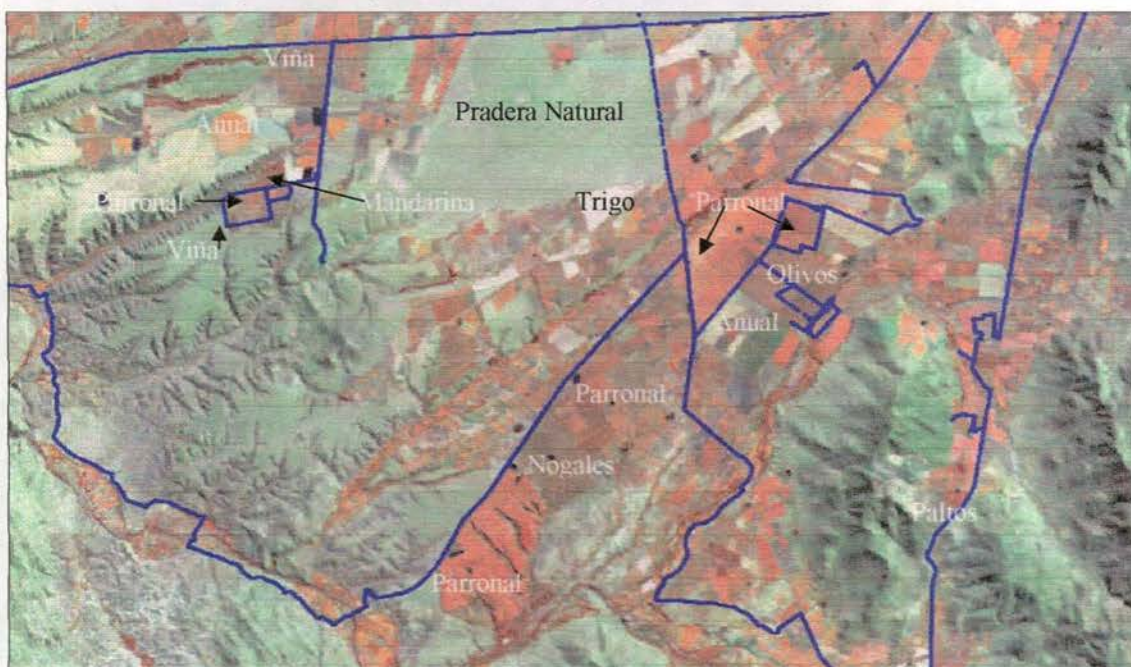 Viña
Pradera Natural
Anual
Parronal
Mandarina
Trigo
Parronal
Viña
Olivos
Anual
Parronal
Nogales
Paltos
Parronal